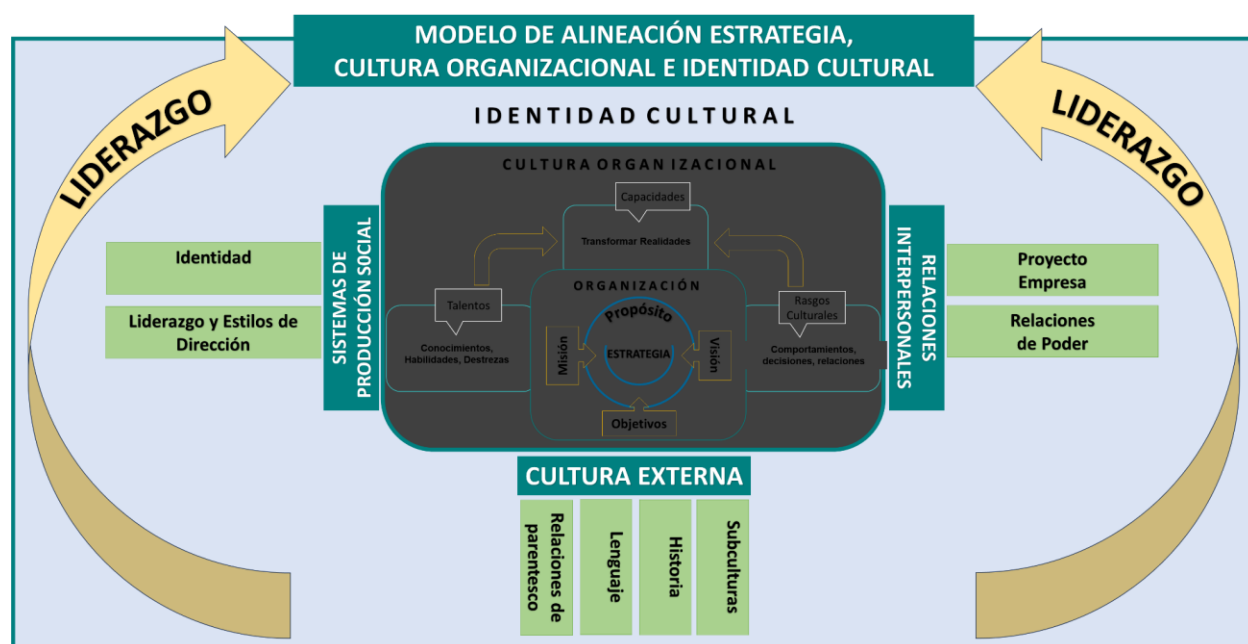 MODELO DE ALINEACIÓN ESTRATEGIA,
CULTURA ORGANIZACIONAL E IDENTIDAD CULTURAL
LIDERAZGO
LIDERAZGO
IDENTIDAD CULTURAL
CULTURA ORGANIZACIONAL
Capacidades
Transformar Realidades
SISTEMAS DE
PRODUCCIÓN S0CIAL
Identidad
Liderazgo y Estilos de
Dirección
Talentos
Conocimientos,
Habilidades, Destrezas
ORGANIZACIÓN
Propósito
ESTRATEGIA
Misión
Visión
Objetivos
Rasgos
Culturales
Comportamientos,
decisiones, relaciones
RELACIONES
INTERPERSONALES
Proyecto
Empresa
Relaciones
de Poder
CULTURA EXTERNA
Relaciones de
parentesco
Lenguaje
Historia
Subculturas